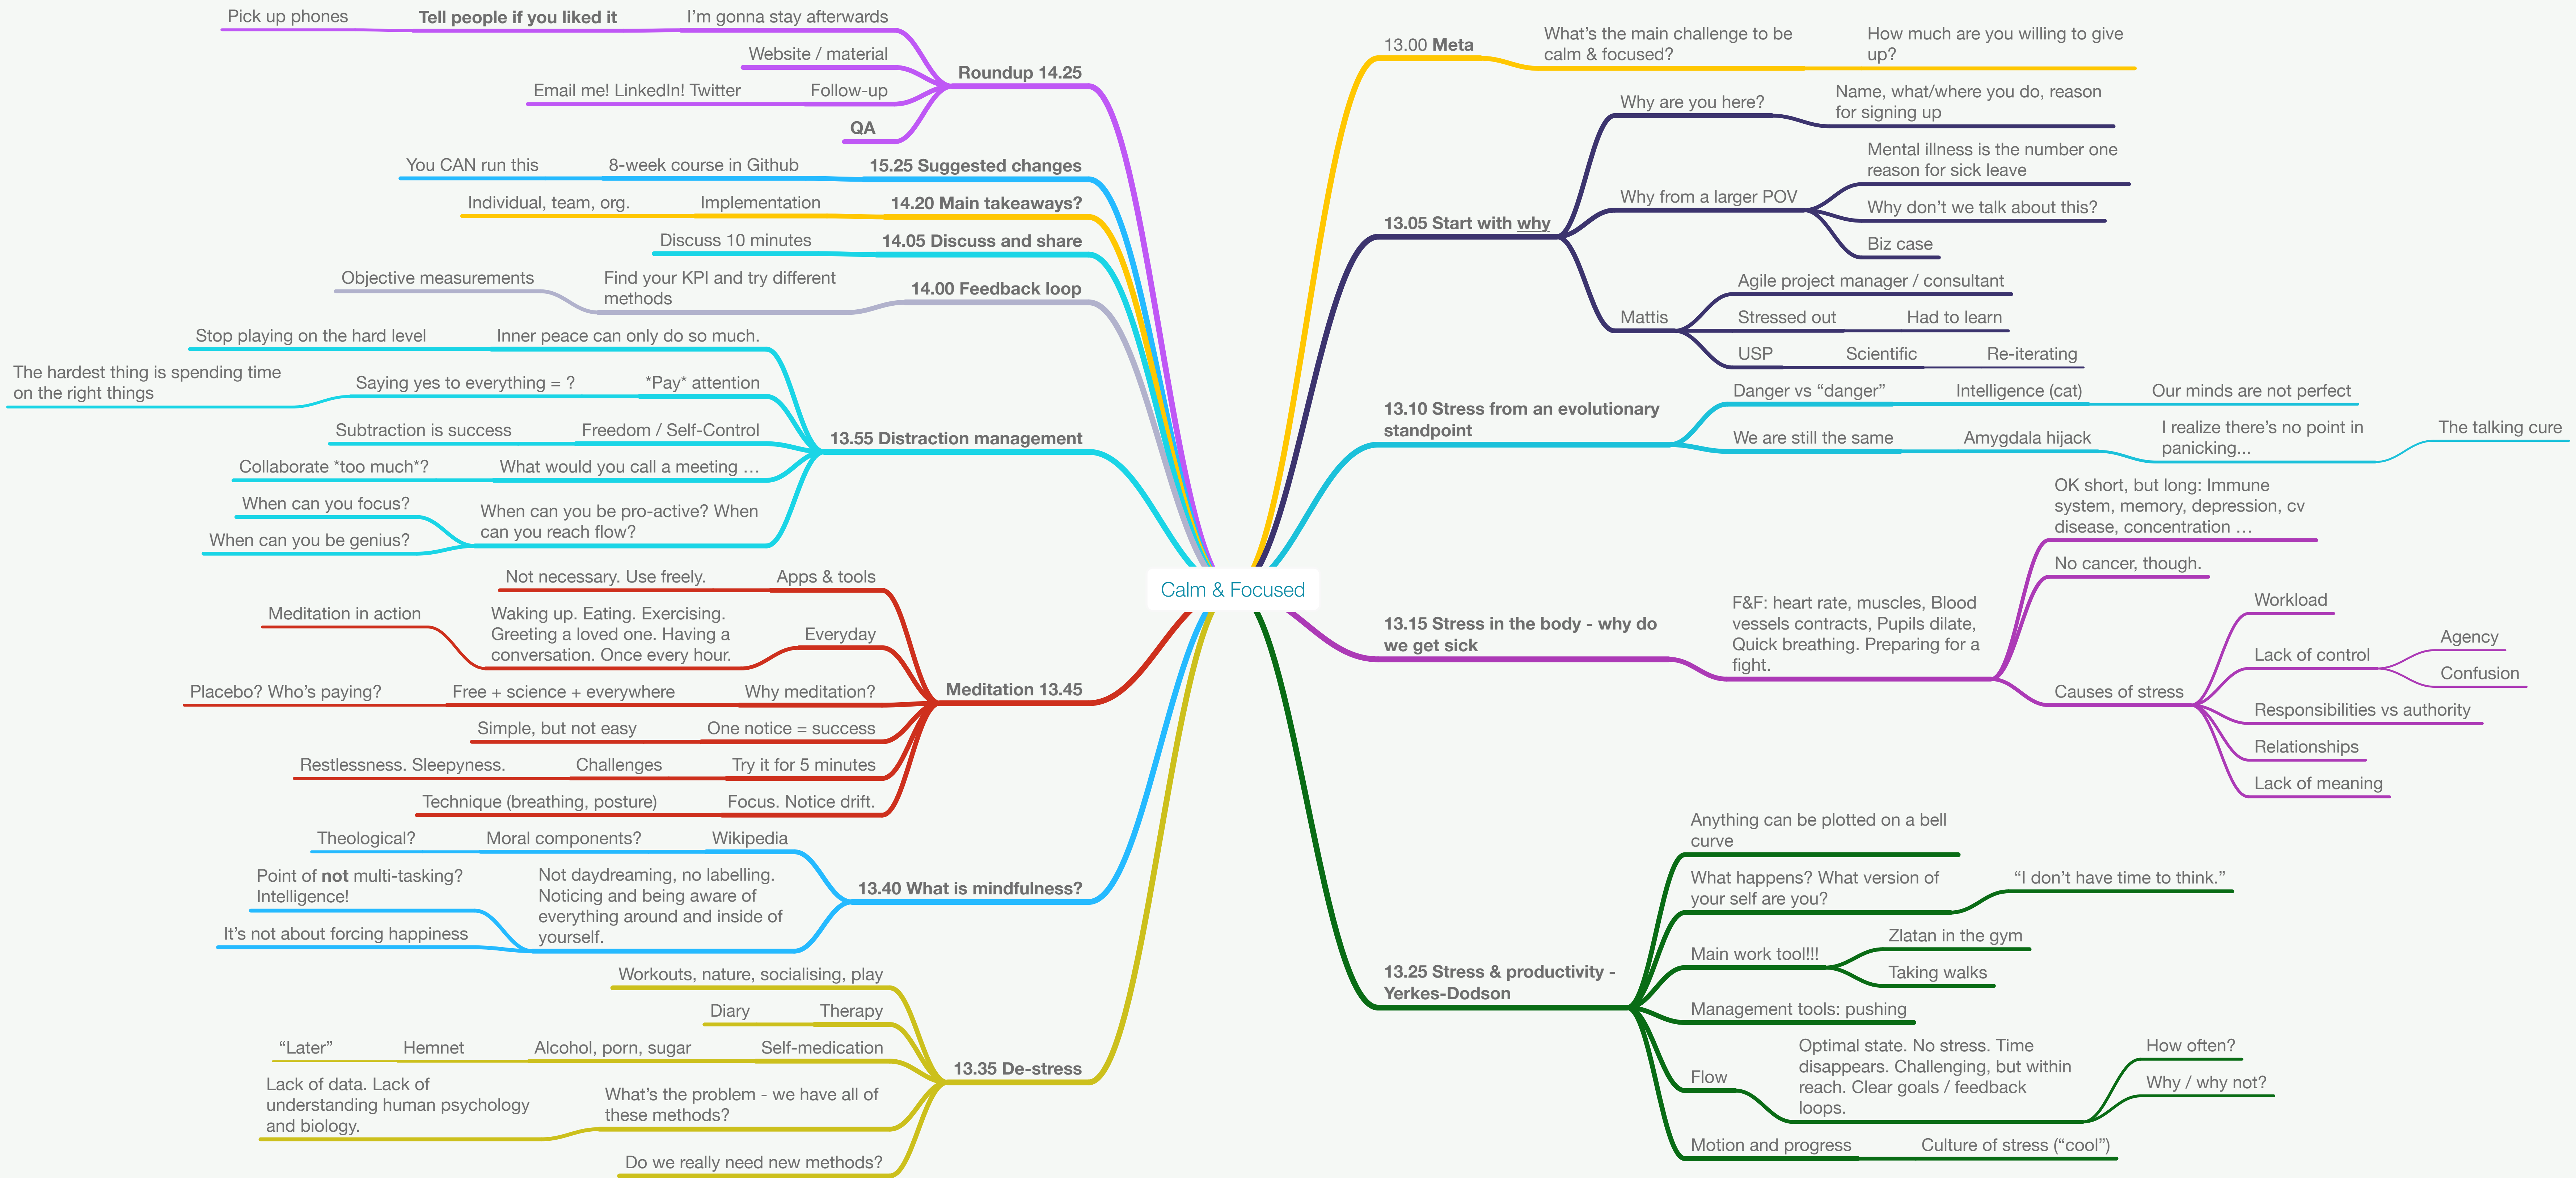 Calm & Focused
13.00 Meta
What’s the main challenge to be
calm & focused?
How much are you willing to give
up?
13.05 Start with why
Why are you here?
Name, what/where you do, reason
for signing up
Why from a larger POV
Mental illness is the number one
reason for sick leave
Why don’t we talk about this?
Biz case
Mattis
Agile project manager / consultant
Stressed out
Had to learn
USP
Scientific
Re-iterating
13.10 Stress from an evolutionary
standpoint
Danger vs “danger”
Intelligence (cat)
Our minds are not perfect
We are still the same
Amygdala hijack
I realize there’s no point in
panicking...
The talking cure
13.15 Stress in the body - why do
we get sick
F&F: heart rate, muscles, Blood
vessels contracts, Pupils dilate,
Quick breathing. Preparing for a
fight.
OK short, but long: Immune
system, memory, depression, cv
disease, concentration …
No cancer, though.
Causes of stress
Workload
Lack of control
Agency
Confusion
Responsibilities vs authority
Relationships
Lack of meaning
13.25 Stress & productivity -
Yerkes-Dodson
Anything can be plotted on a bell
curve
What happens? What version of
your self are you?
“I don’t have time to think.”
Main work tool!!!
Zlatan in the gym
Taking walks
Management tools: pushing
Flow
Optimal state. No stress. Time
disappears. Challenging, but within
reach. Clear goals / feedback
loops.
How often?
Why / why not?
Motion and progress
Culture of stress (“cool”)
13.35 De-stress
Workouts, nature, socialising, play
Therapy
Diary
Self-medication
Alcohol, porn, sugar
Hemnet
“Later”
What’s the problem - we have all of
these methods?
Lack of data. Lack of
understanding human psychology
and biology.
Do we really need new methods?
13.40 What is mindfulness?
Wikipedia
Moral components?
Theological?
Not daydreaming, no labelling.
Noticing and being aware of
everything around and inside of
yourself.
Point of not multi-tasking?
Intelligence!
It’s not about forcing happiness
Meditation 13.45
Apps & tools
Not necessary. Use freely.
Everyday
Waking up. Eating. Exercising.
Greeting a loved one. Having a
conversation. Once every hour.
Meditation in action
Why meditation?
Free + science + everywhere
Placebo? Who’s paying?
One notice = success
Simple, but not easy
Try it for 5 minutes
Challenges
Restlessness. Sleepyness.
Focus. Notice drift.
Technique (breathing, posture)
13.55 Distraction management
Inner peace can only do so much.
Stop playing on the hard level
*Pay* attention
Saying yes to everything = ?
The hardest thing is spending time
on the right things
Freedom / Self-Control
Subtraction is success
What would you call a meeting …
Collaborate *too much*?
When can you be pro-active? When
can you reach flow?
When can you focus?
When can you be genius?
14.00 Feedback loop
Find your KPI and try different
methods
Objective measurements
14.05 Discuss and share
Discuss 10 minutes
14.20 Main takeaways?
Implementation
Individual, team, org.
15.25 Suggested changes
8-week course in Github
You CAN run this
Roundup 14.25
I’m gonna stay afterwards
Tell people if you liked it
Pick up phones
Website / material
Follow-up
Email me! LinkedIn! Twitter
QA